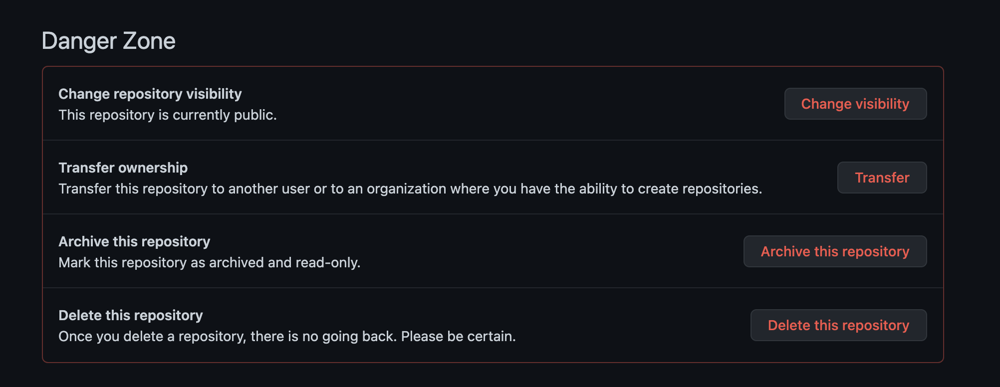 Danger Zone
Change repository visibility
This repository is currently public.
Change visibility
Transfer ownership
Transfer this repository to another user or to an organization where you have the ability to create repositories.
Transfer
Archive this repository
Mark this repository as archived and read-only.
Archive this repository
Delete this repository
Once you delete a repository, there is no going back. Please be certain.
Delete this repository